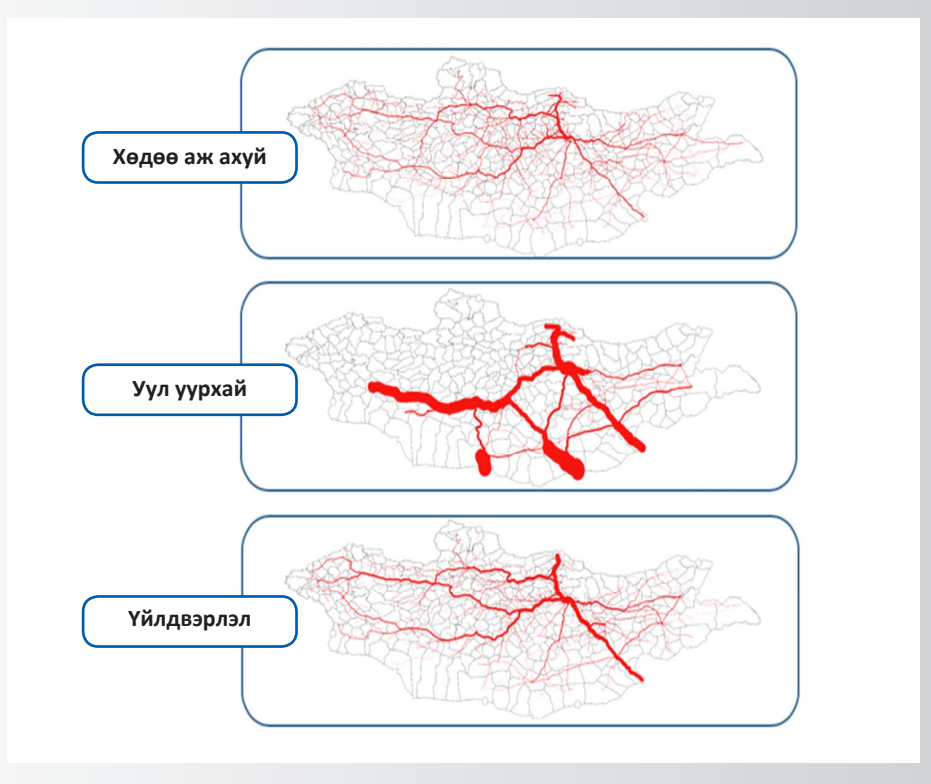 Хөдөө аж ахуй
Уул уурхай
Үйлдвэрлэл